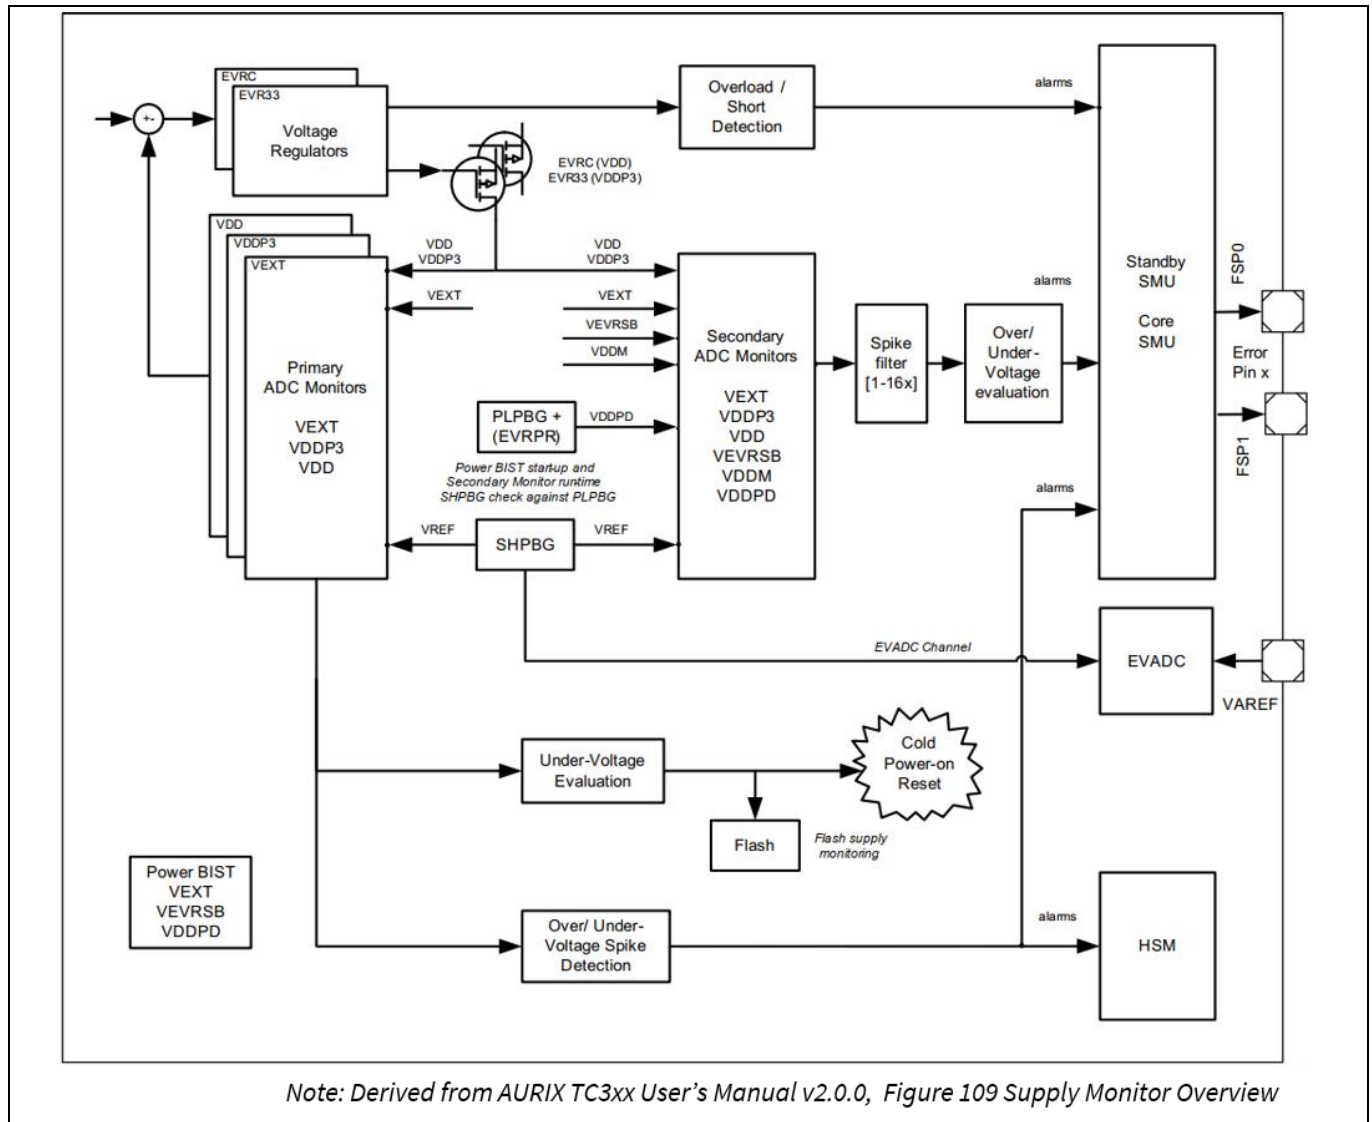 EVRC
EVR33
Voltage
Regulators
+-
Overload /
Short
Detection
alarms
EVRC (VDD)
EVR33 (VDDP3)
VDD
VDDP3
VEXT
Primary
ADC Monitors
VEXT
VDDP3
VDD
VDD
VDDP3
VEXT
VDD
VDDP3
VEXT
VEVRSB
VDDM
PLPBG +
(EVRPR)
VDDPD
Power BIST start-up and
Secondary Monitor runtime
SHPBG check against PLPBG
VREF
SHPBG
VREF
Secondary
ADC Monitors
VEXT
VDDP3
VDD
VEVRSB
VDDM
VDDPD
Spike
filter
[1-16x]
Over/
Under-
Voltage
evaluation
alarms
alarms
Standby
SMU
Core
SMU
FSP0
Error
Pin x
FSP1
EVADC Channel
EVADC
VAREF
Under-Voltage
Evaluation
Cold
Power-on
Reset
Flash
Flash supply
monitoring
Power BIST
VEXT
VEVRSB
VDDPD
Over/ Under-
Voltage Spike
Detection
alarms
HSM
Note: Derived from AURIX TC3xx User's Manual v2.0.0, Figure 109 Supply Monitor Overview